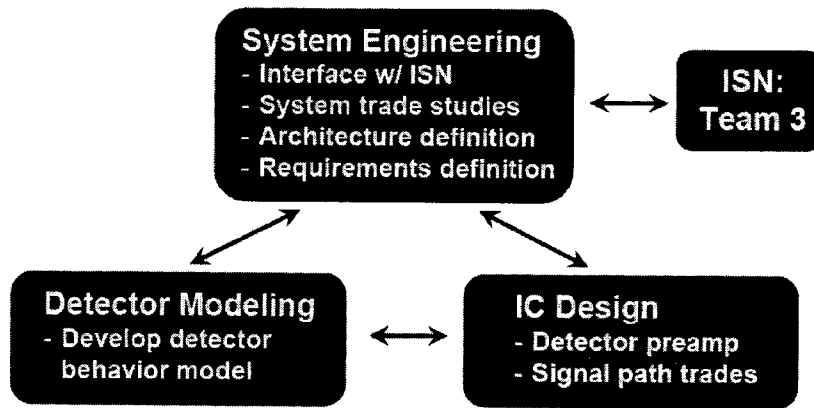 System Engineering
- Interface w/ ISN
- System trade studies
- Architecture definition
- Requirements definition
ISN:
Team 3
Detector Modeling
- Develop detector
behavior model
IC Design
- Detector preamp
- Signal path trades